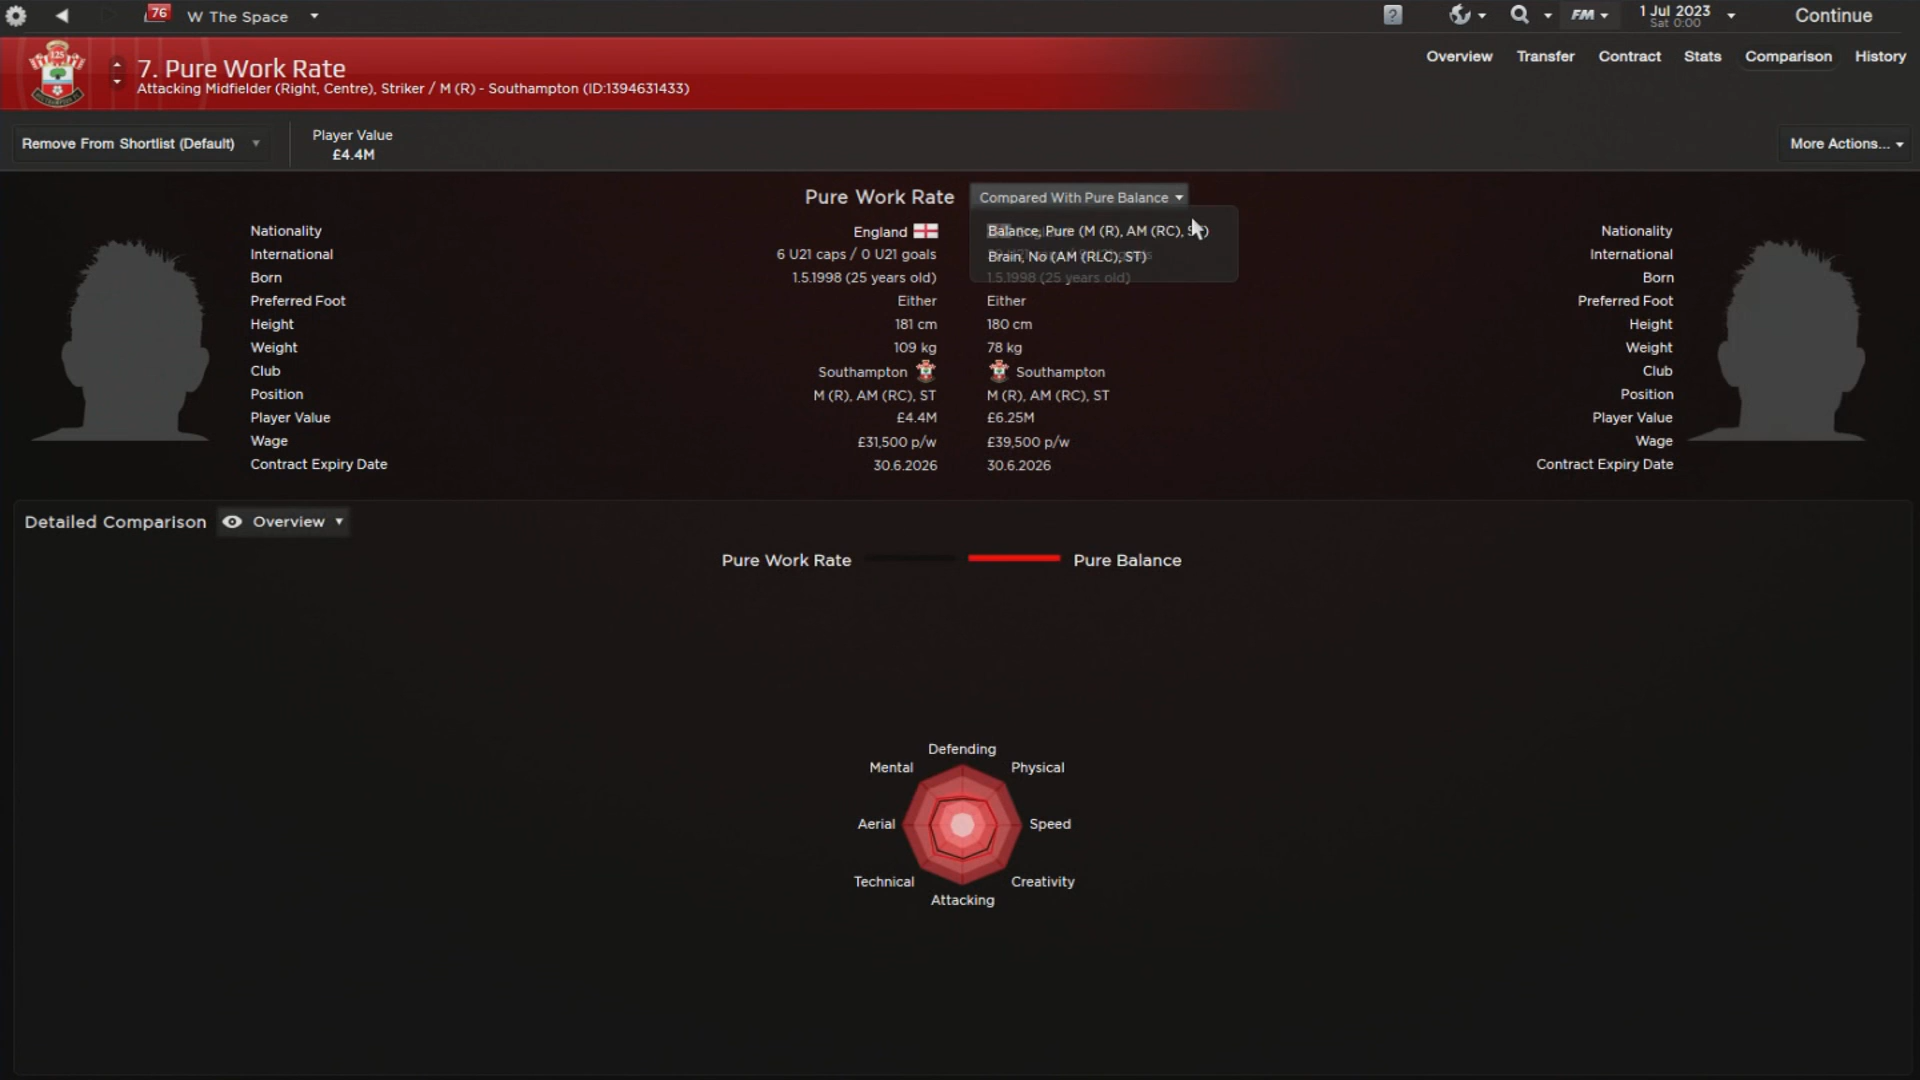 76 W The Space
? FM 1 Jul 2023 Continue
Sat 0:00
125
7. Pure Work Rate
Attacking Midfielder (Right, Centre), Striker / M (R) - Southampton (ID:1394631433)
Overview Transfer Contract Stats Comparison History
Remove From Shortlist (Default)
Player Value
£4.4M
More Actions...
Pure Work Rate Compared With Pure Balance
Nationality England Balance, Pure (M (R), AM (RC), ST) Nationality
International 6 U21 caps / 0 U21 goals Brain, No (AM (RLC), ST) International
Born 1.5.1998 (25 years old) 1.5.1998 (25 years old) Born
Preferred Foot Either Either Preferred Foot
Height 181 cm 180 cm Height
Weight 109 kg 78 kg Weight
Club Southampton Southampton Club
Position M (R), AM (RC), ST M (R), AM (RC), ST Position
Player Value £4.4M £6.25M Player Value
Wage £31,500 p/w £39,500 p/w Wage
Contract Expiry Date 30.6.2026 30.6.2026 Contract Expiry Date
Detailed Comparison Overview
Pure Work Rate Pure Balance
Defending
Mental Physical
Aerial Speed
Technical Creativity
Attacking